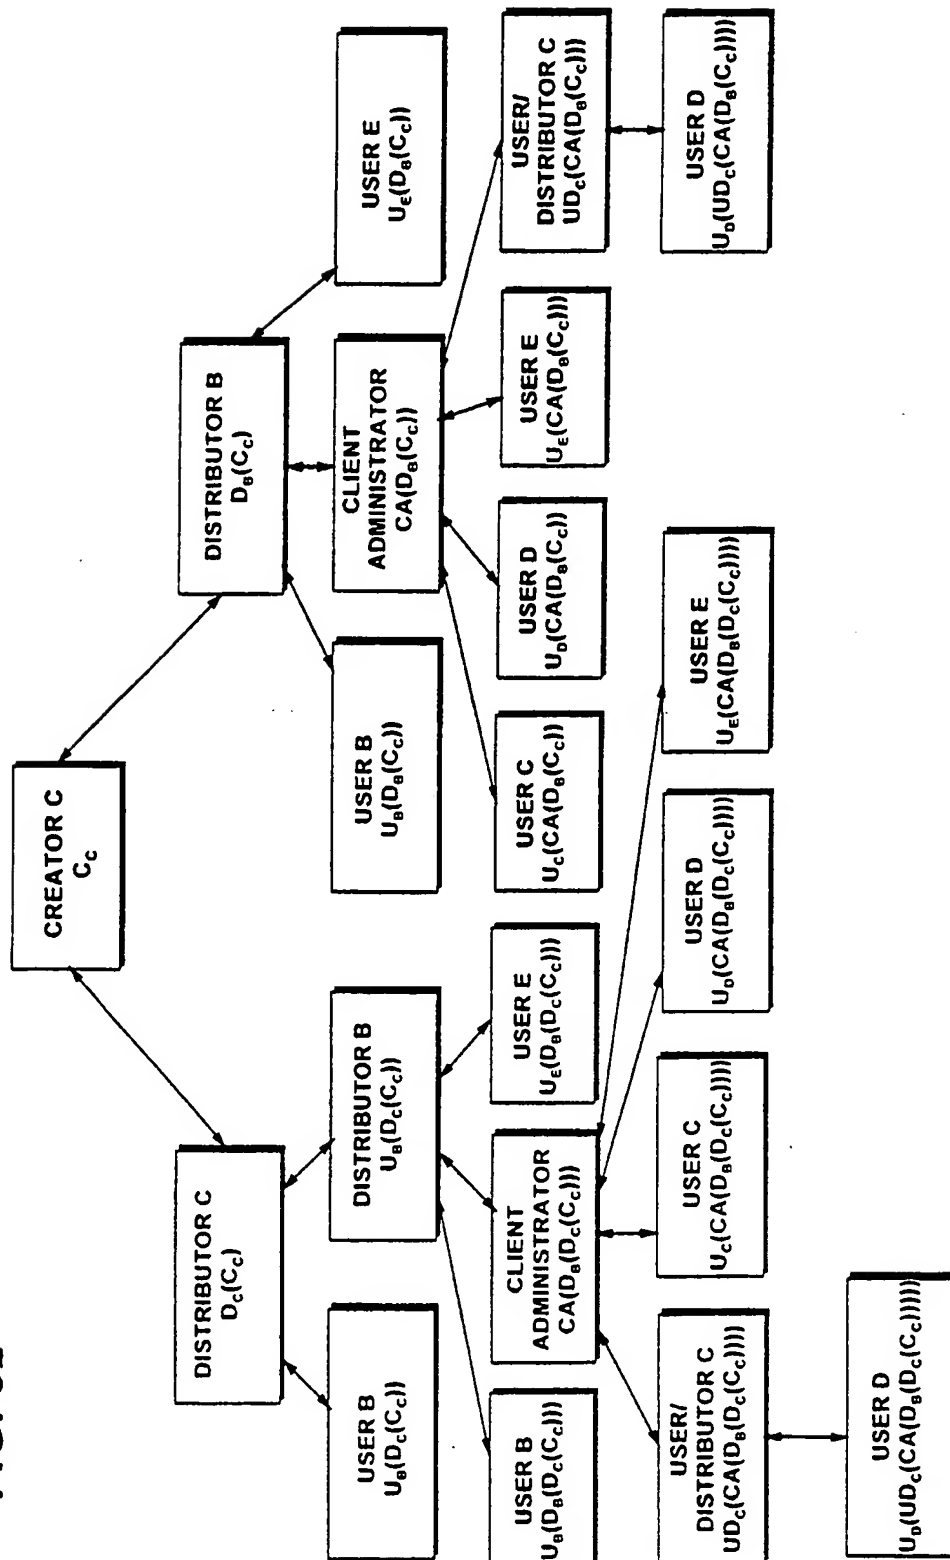 CREATOR C
C_C
DISTRIBUTOR C
D_C(C_C)
DISTRIBUTOR B
D_B(C_C)
USER B
U_B(D_C(C_C))
DISTRIBUTOR B
U_B(D_C(C_C))
USER B
U_B(D_B(C_C))
CLIENT
ADMINISTRATOR
CA(D_B(C_C))
USER E
U_E(D_B(C_C))
USER B
U_B(D_B(D_C(C_C)))
CLIENT
ADMINISTRATOR
CA(D_B(D_C(C_C)))
USER E
U_E(D_B(D_C(C_C)))
USER C
U_C(CA(D_B(C_C))
USER D
U_D(CA(D_B(C_C))
USER E
U_E(CA(D_B(C_C)))
USER/
DISTRIBUTOR C
UD_C(CA(D_B(C_C)))
USER/
DISTRIBUTOR C
UD_C(CA(D_B(D_C(C_C))))
USER C
U_C(CA(D_B(D_C(C_C))))
USER D
U_D(CA(D_B(D_C(C_C))))
USER E
U_E(CA(D_B(D_C(C_C))))
USER D
U_D(UD_C(CA(D_B(C_C))))
USER D
U_D(UD_C(CA(D_B(D_C(C_C)))))